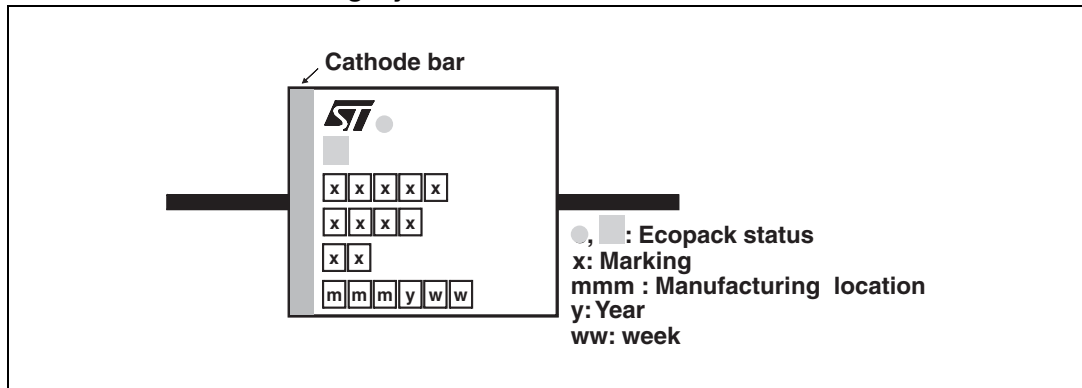 Cathode bar
ST
x x x x x
x x x x
x x
m m m y w w
, : Ecopack status
x: Marking
mmm : Manufacturing location
y: Year
ww: week